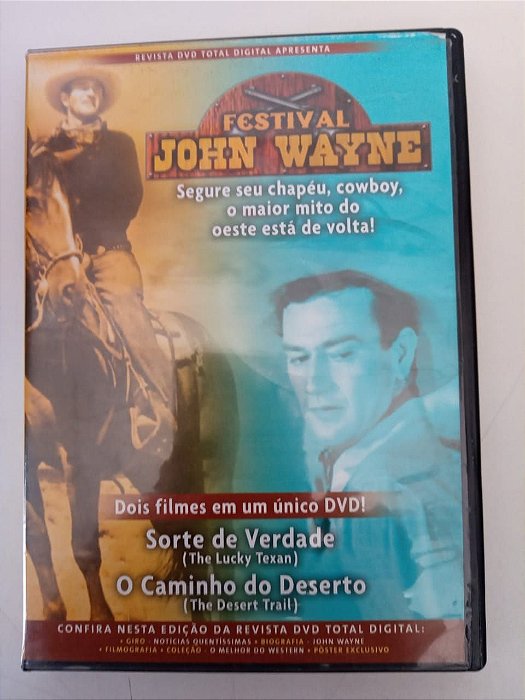 REVISTA DVD TOTAL DIGITAL APRESENTA
FESTIVAL
JOHN WAYNE
Segure seu chapéu, cowboy,
o maior mito do
oeste está de volta!
Dois filmes em um único DVD!
Sorte de Verdade
(The Lucky Texan)
O Caminho do Deserto
(The Desert Trail)
CONFIRA NESTA EDIÇÃO DA REVISTA DVD TOTAL DIGITAL:
• GIRO - NOTÍCIAS QUENTÍSSIMAS • BIOGRAFIA - JOHN WAYNE
• FILMOGRAFIA • COLEÇÃO - O MELHOR DO WESTERN • PÔSTER EXCLUSIVO